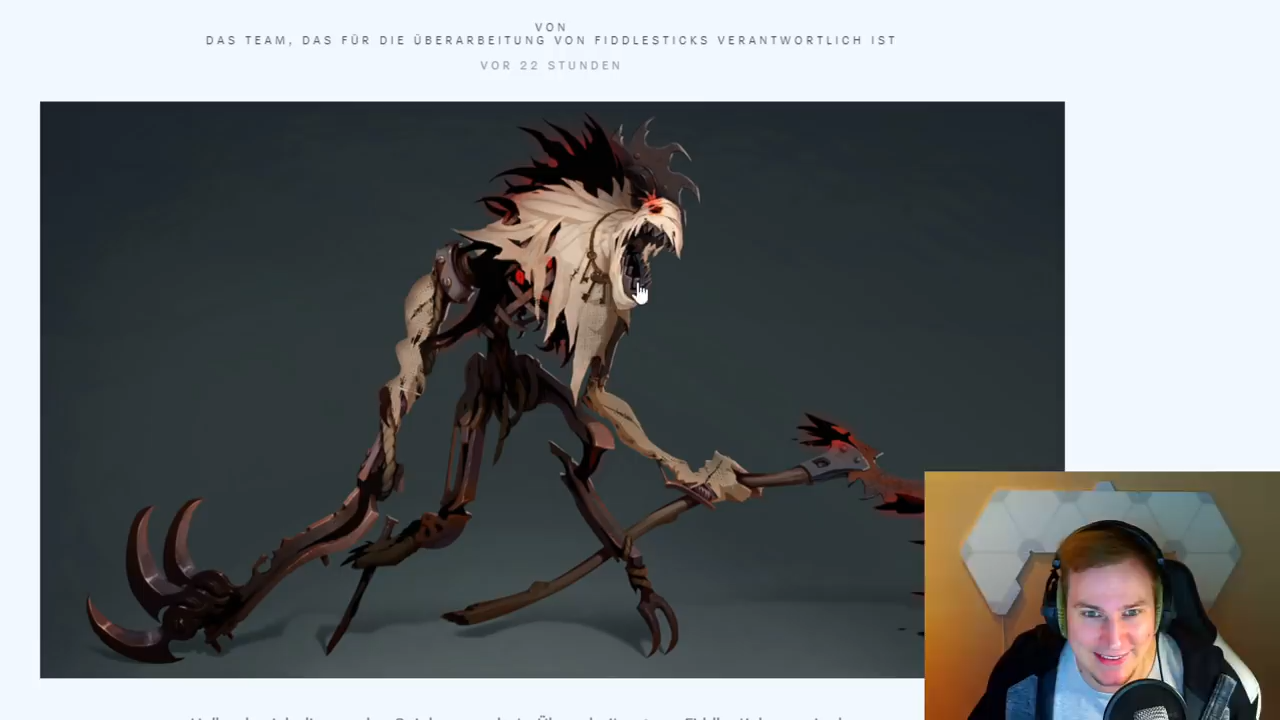 VON
DAS TEAM, DAS FÜR DIE ÜBERARBEITUNG VON FIDDLESTICKS VERANTWORTLICH IST
VOR 22 STUNDEN